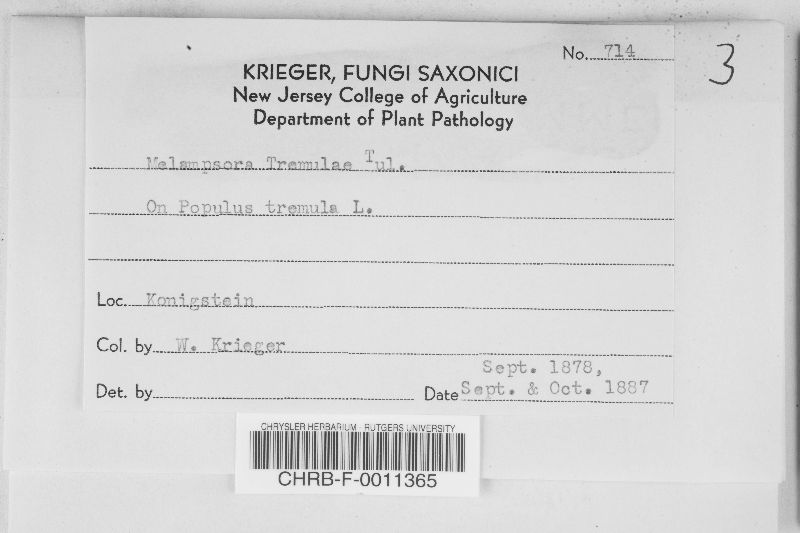 No. 714
3
KRIEGER, FUNGI SAXONICI
New Jersey College of Agriculture
Department of Plant Pathology
Melampsora Tremulae Tul.
On Populus tremula L.
Loc. Konigstein
Col. by W. Krieger
Sept. 1878,
Det. by Date Sept. & Oct. 1887
CHRYSLER HERBARIUM - RUTGERS UNIVERSITY
CHRB-F-0011365